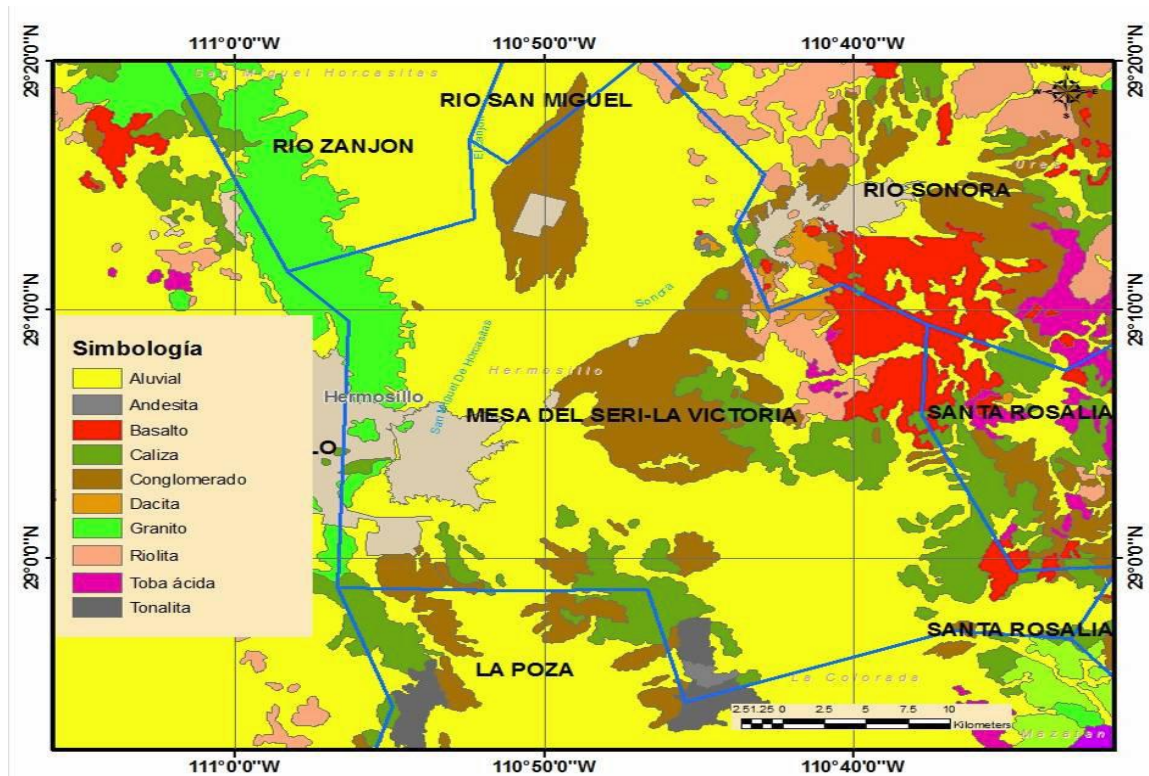 111°0'0"W
110°50'0"W
110°40'0"W
29°20'0"N
29°20'0"N
San Miguel Horcasitas
RIO SAN MIGUEL
RIO ZANJON
El Zanjon
N
W
E
S
Ures
RIO SONORA
29°10'0"N
Sonora
29°10'0"N
San Miguel De Horcasitas
Hermosillo
Hermosillo
MESA DEL SERI-LA VICTORIA
SANTA ROSALIA
LO
Simbología
Aluvial
Andesita
Basalto
Caliza
Conglomerado
Dacita
Granito
Riolita
Toba ácida
Tonalita
29°0'0"N
29°0'0"N
SANTA ROSALIA
LA POZA
La Colorada
2.5 1.25 0 2.5 5 7.5 10
Kilometers
Mazatan
111°0'0"W
110°50'0"W
110°40'0"W